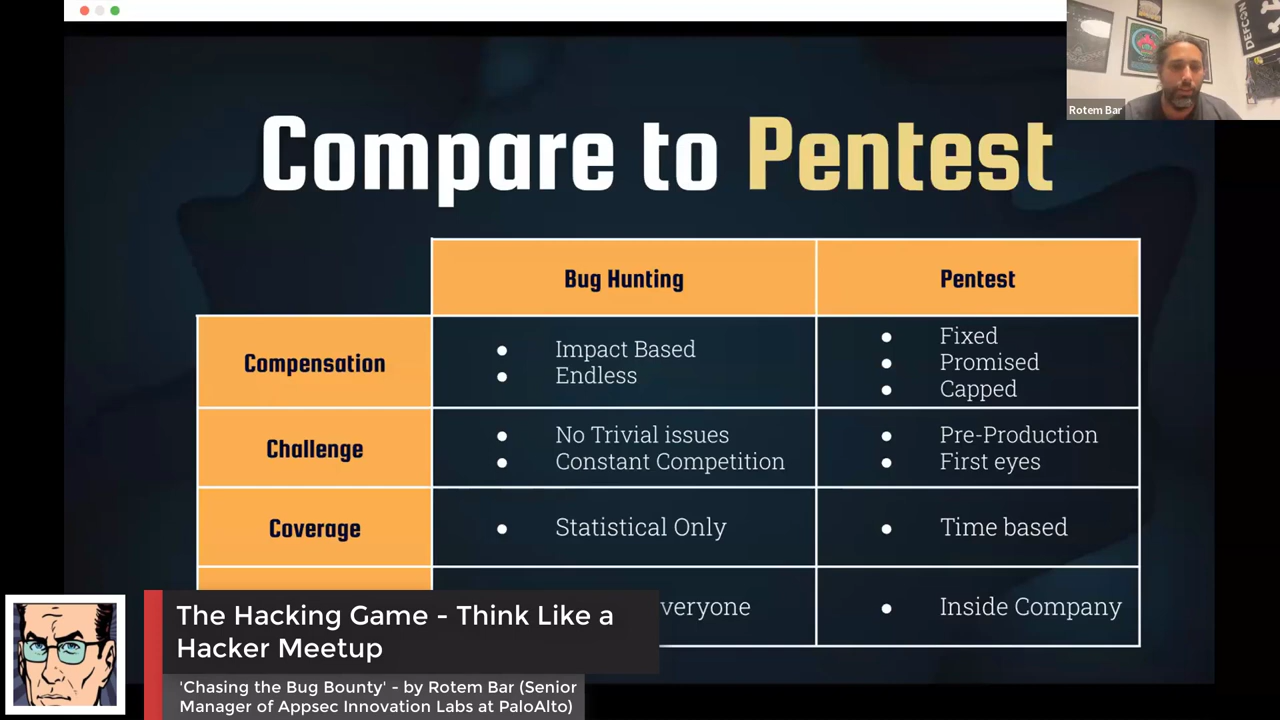 DEFCON
Rotem Bar
Compare to Pentest
Bug Hunting
Pentest
Compensation
Impact Based
Endless
Fixed
Promised
Capped
Challenge
No Trivial issues
Constant Competition
Pre-Production
First eyes
Coverage
Statistical Only
Time based
Inside Company
The Hacking Game - Think Like a
Hacker Meetup
'Chasing the Bug Bounty' - by Rotem Bar (Senior
Manager of Appsec Innovation Labs at PaloAlto)